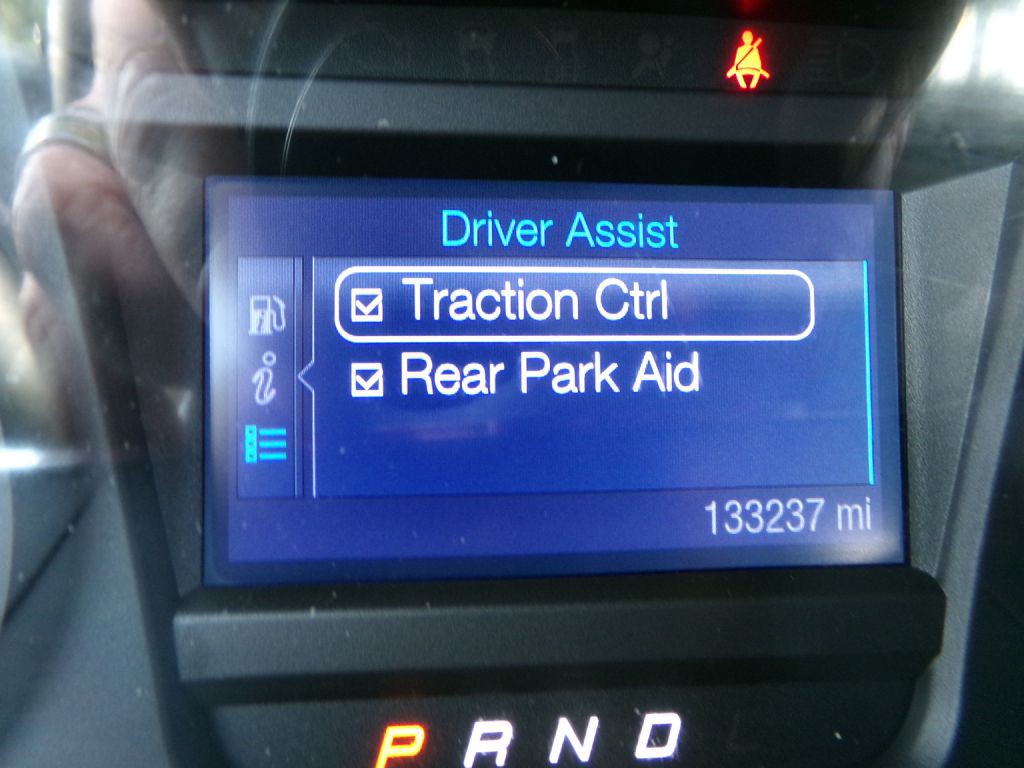 Driver Assist
Traction Ctrl
Rear Park Aid
133237 mi
P R N D L